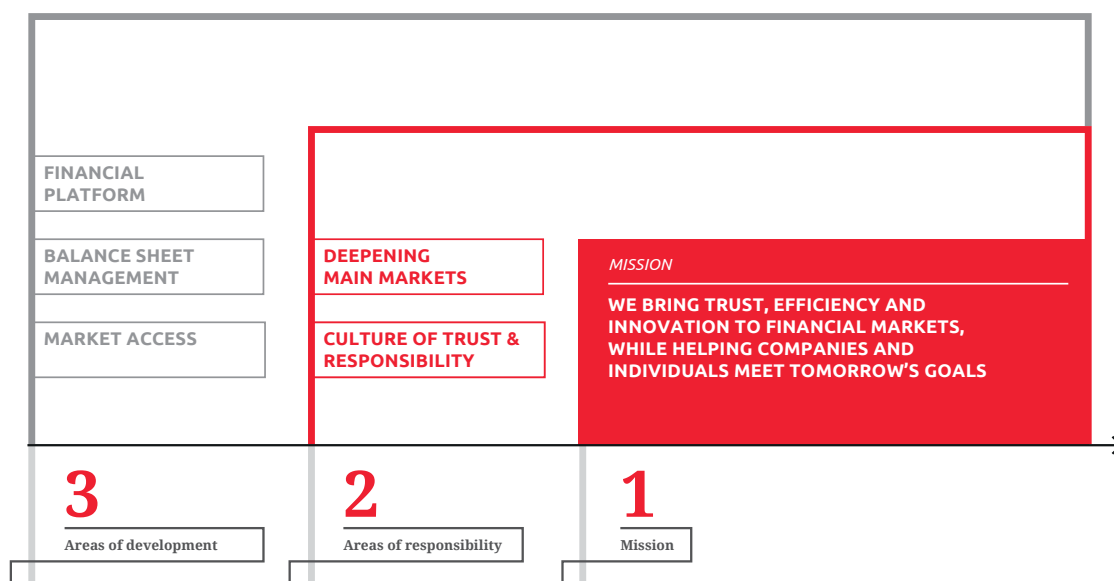 FINANCIAL
PLATFORM
BALANCE SHEET
MANAGEMENT
MARKET ACCESS
DEEPENING
MAIN MARKETS
CULTURE OF TRUST &
RESPONSIBILITY
MISSION
WE BRING TRUST, EFFICIENCY AND
INNOVATION TO FINANCIAL MARKETS,
WHILE HELPING COMPANIES AND
INDIVIDUALS MEET TOMORROW’S GOALS
3
Areas of development
2
Areas of responsibility
1
Mission